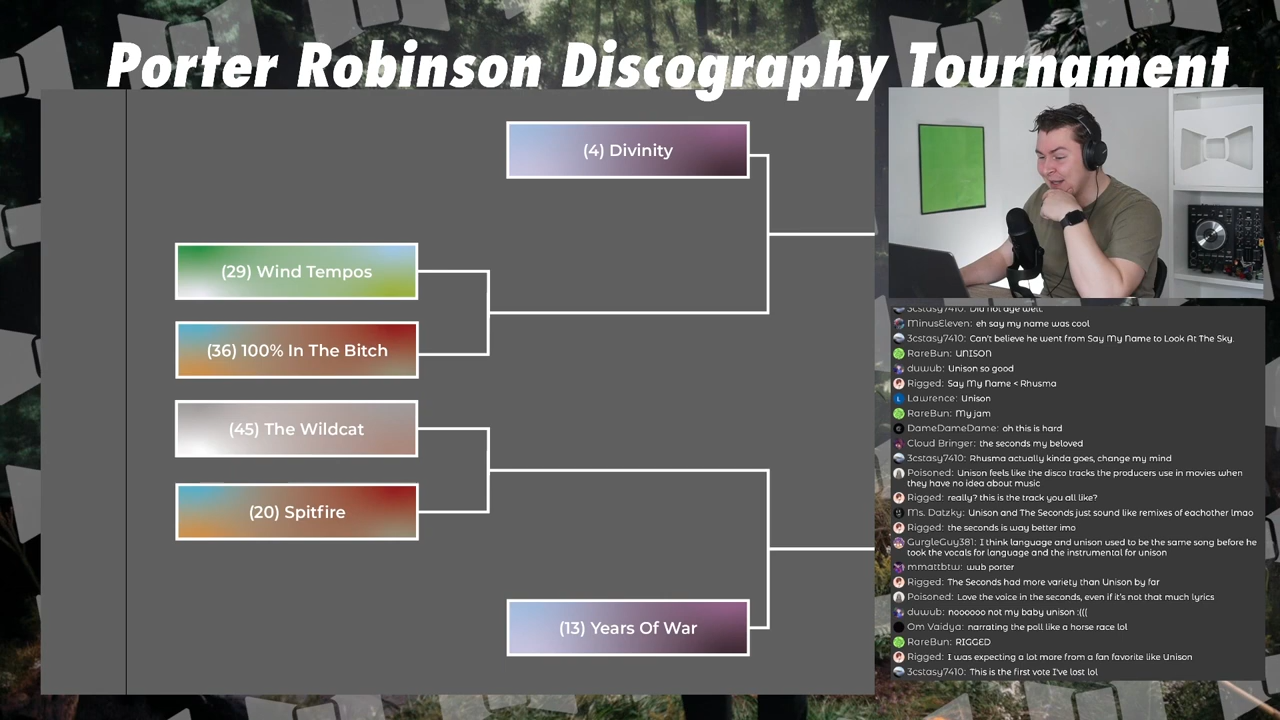 Porter Robinson Discography Tournament
(4) Divinity
(29) Wind Tempos
(36) 100% In The Bitch
(45) The Wildcat
(20) Spitfire
(13) Years Of War
3cstasy7410: Did not age well.
MinusEleven: eh say my name was cool
3cstasy7410: Can't believe he went from Say My Name to Look At The Sky.
RareBun: UNISON
duwub: Unison so good
Rigged: Say My Name < Rhusma
L Lawrence: Unison
RareBun: My jam
DameDameDame: oh this is hard
Cloud Bringer: the seconds my beloved
3cstasy7410: Rhusma actually kinda goes, change my mind
Poisoned: Unison feels like the disco tracks the producers use in movies when
they have no idea about music
Rigged: really? this is the track you all like?
Ms. Datzky: Unison and The Seconds just sound like remixes of eachother lmao
Rigged: the seconds is way better imo
GurgleGuy381: I think language and unison used to be the same song before he
took the vocals for language and the instrumental for unison
mmattbtw: wub porter
Rigged: The Seconds had more variety than Unison by far
Poisoned: Love the voice in the seconds, even if it's not that much lyrics
duwub: noooooo not my baby unison :(((
Om Vaidya: narrating the poll like a horse race lol
RareBun: RIGGED
Rigged: I was expecting a lot more from a fan favorite like Unison
3cstasy7410: This is the first vote I've lost lol